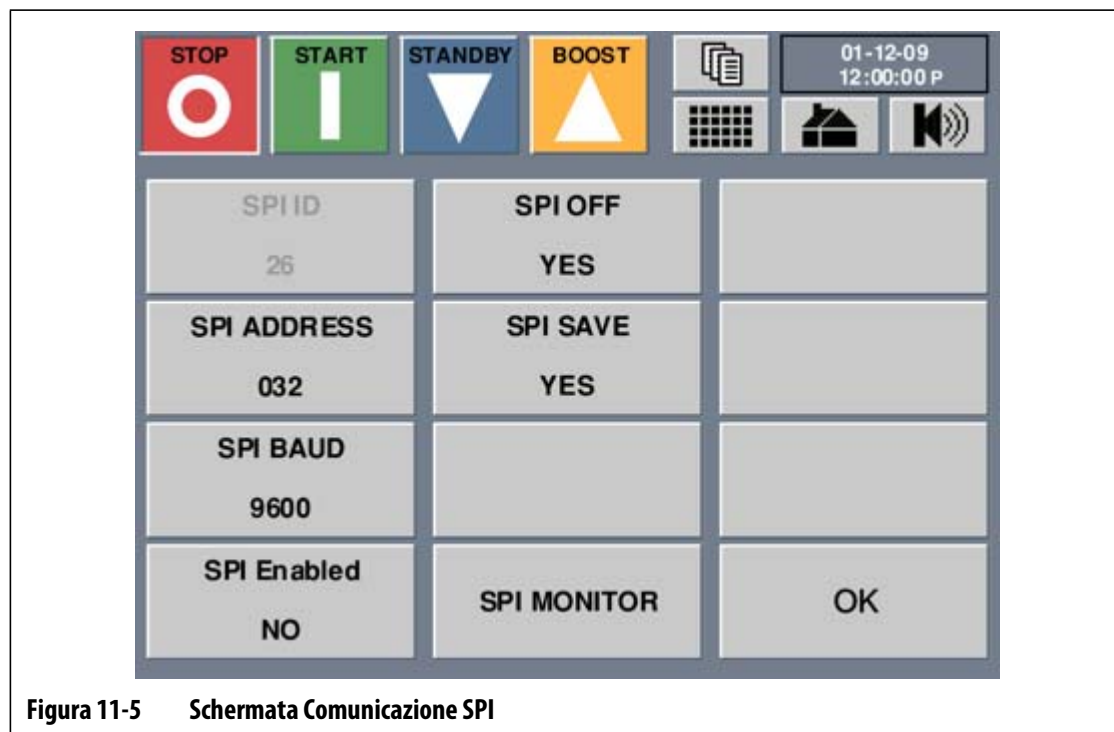 STOP
START
STANDBY
BOOST
01-12-09
12:00:00 P
SPI ID
26
SPI OFF
YES
SPI ADDRESS
032
SPI SAVE
YES
SPI BAUD
9600
SPI Enabled
NO
SPI MONITOR
OK
Figura 11-5 Schermata Comunicazione SPI